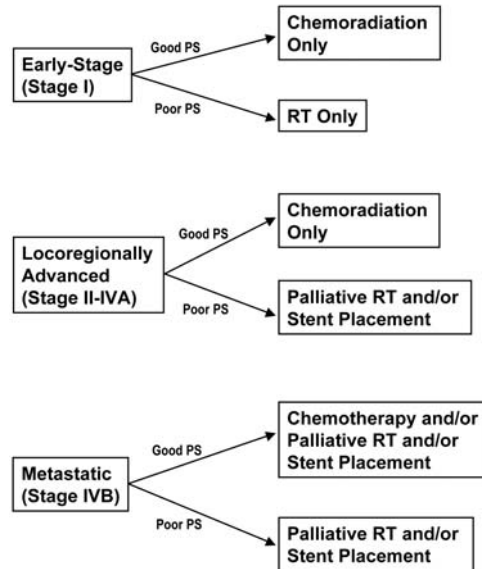 Good PS
Chemoradiation
Only
Early-Stage
(Stage I)
Poor PS
RT Only
Good PS
Chemoradiation
Only
Locoregionally
Advanced
(Stage II-IVA)
Poor PS
Palliative RT and/or
Stent Placement
Good PS
Chemotherapy and/or
Palliative RT and/or
Stent Placement
Metastatic
(Stage IVB)
Poor PS
Palliative RT and/or
Stent Placement